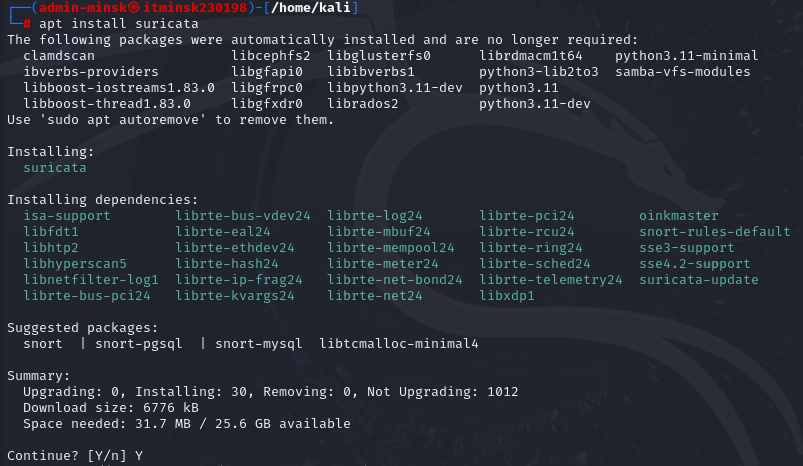 ┌──(admin-minsk㉿itminsk230198)-[/home/kali]
└─# apt install suricata
The following packages were automatically installed and are no longer required:
  clamdscan                 libcephfs2  libglusterfs0      librdmacm1t64    python3.11-minimal
  ibverbs-providers         libgfapi0   libibverbs1        python3-lib2to3  samba-vfs-modules
  libboost-iostreams1.83.0  libgfrpc0   libpython3.11-dev  python3.11
  libboost-thread1.83.0     libgfxdr0   librados2          python3.11-dev
Use 'sudo apt autoremove' to remove them.

Installing:
  suricata

Installing dependencies:
  isa-support        librte-bus-vdev24  librte-log24       librte-pci24        oinkmaster
  libfdt1            librte-eal24       librte-mbuf24      librte-rcu24        snort-rules-default
  libhtp2            librte-ethdev24    librte-mempool24   librte-ring24       sse3-support
  libhyperscan5      librte-hash24      librte-meter24     librte-sched24      sse4.2-support
  libnetfilter-log1  librte-ip-frag24   librte-net-bond24  librte-telemetry24  suricata-update
  librte-bus-pci24   librte-kvargs24    librte-net24       libxdp1

Suggested packages:
  snort  | snort-pgsql  | snort-mysql  libtcmalloc-minimal4

Summary:
  Upgrading: 0, Installing: 30, Removing: 0, Not Upgrading: 1012
  Download size: 6776 kB
  Space needed: 31.7 MB / 25.6 GB available

Continue? [Y/n] Y